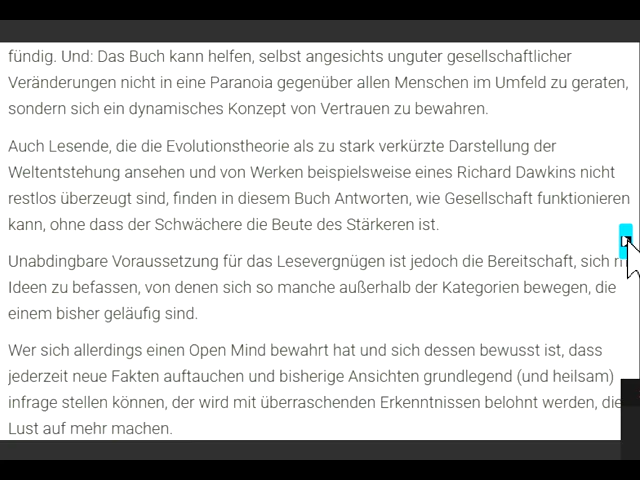 fündig. Und: Das Buch kann helfen, selbst angesichts unguter gesellschaftlicher
Veränderungen nicht in eine Paranoia gegenüber allen Menschen im Umfeld zu geraten,
sondern sich ein dynamisches Konzept von Vertrauen zu bewahren.
Auch Lesende, die die Evolutionstheorie als zu stark verkürzte Darstellung der
Weltentstehung ansehen und von Werken beispielsweise eines Richard Dawkins nicht
restlos überzeugt sind, finden in diesem Buch Antworten, wie Gesellschaft funktionieren
kann, ohne dass der Schwächere die Beute des Stärkeren ist.
Unabdingbare Voraussetzung für das Lesevergnügen ist jedoch die Bereitschaft, sich
Ideen zu befassen, von denen sich so manche außerhalb der Kategorien bewegen, die
einem bisher geläufig sind.
Wer sich allerdings einen Open Mind bewahrt hat und sich dessen bewusst ist, dass
jederzeit neue Fakten auftauchen und bisherige Ansichten grundlegend (und heilsam)
infrage stellen können, der wird mit überraschenden Erkenntnissen belohnt werden, die
Lust auf mehr machen.